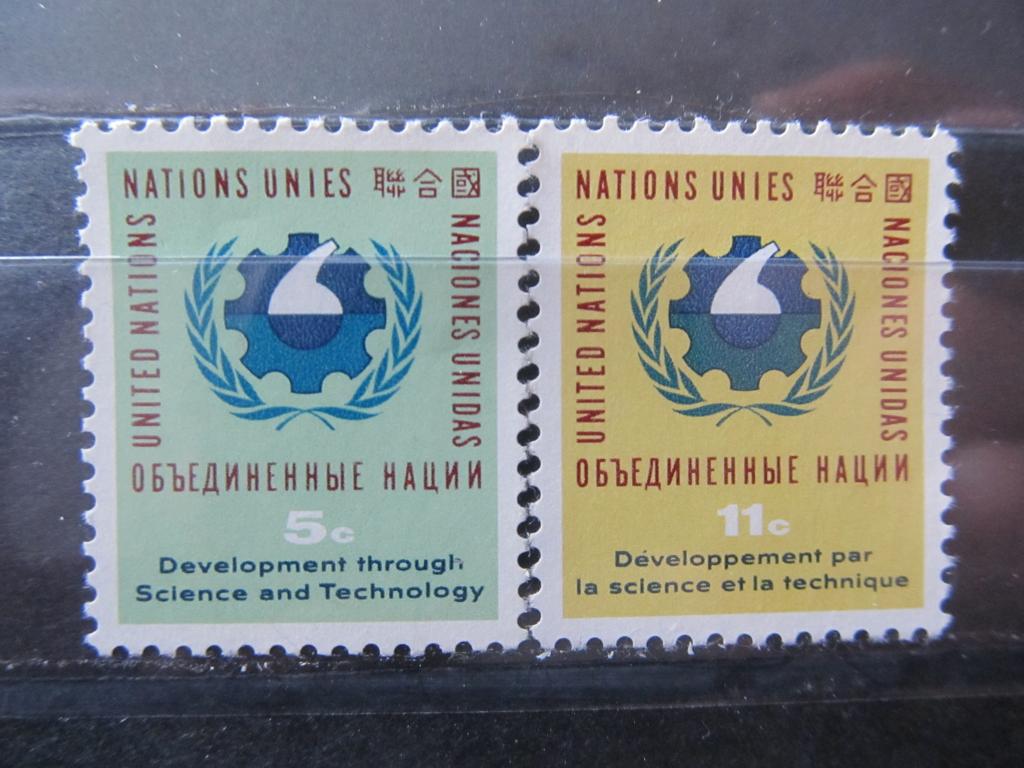 NATIONS UNIES 聯合國
UNITED NATIONS
NACIONES UNIDAS
ОБЪЕДИНЕННЫЕ НАЦИИ
5c
Development through
Science and Technology
NATIONS UNIES 聯合國
UNITED NATIONS
NACIONES UNIDAS
ОБЪЕДИНЕННЫЕ НАЦИИ
11c
Développement par
la science et la technique